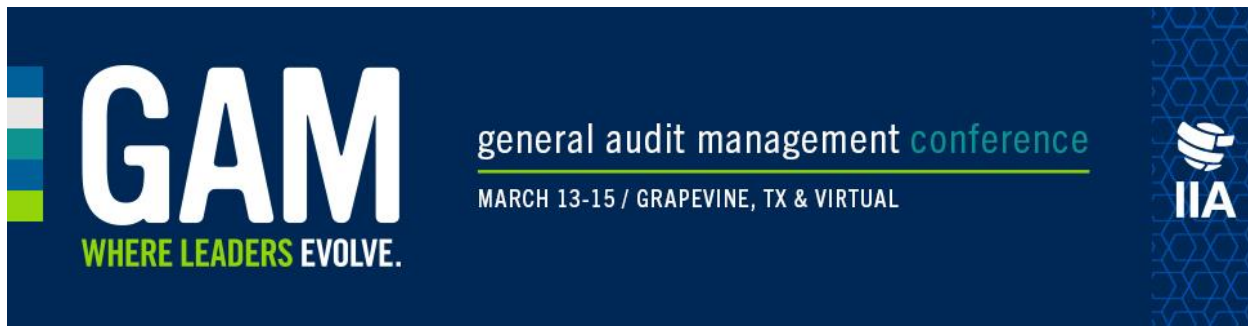 GAM
WHERE LEADERS EVOLVE.
general audit management conference
MARCH 13-15 / GRAPEVINE, TX & VIRTUAL
IIA